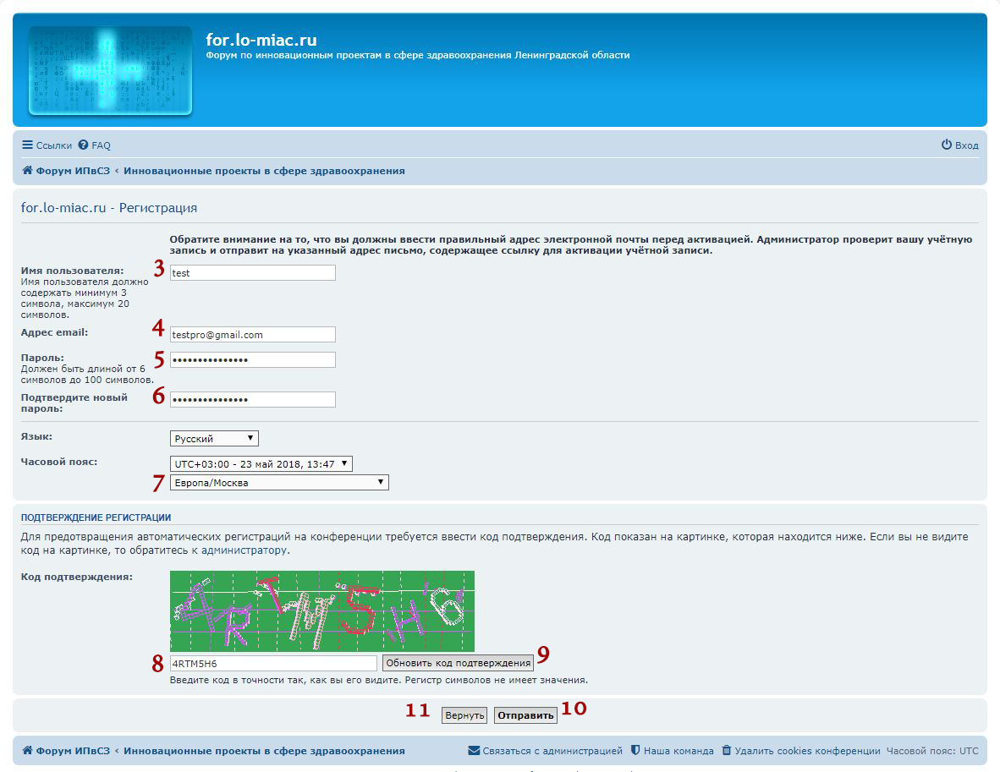 for.lo-miac.ru
Форум по инновационным проектам в сфере здравоохранения Ленинградской области
Ссылки FAQ Вход
Форум ИПвСЗ ‹ Инновационные проекты в сфере здравоохранения
for.lo-miac.ru - Регистрация
Обратите внимание на то, что вы должны ввести правильный адрес электронной почты перед активацией. Администратор проверит вашу учётную
запись и отправит на указанный адрес письмо, содержащее ссылку для активации учётной записи.
Имя пользователя: 3 test
Имя пользователя должно
содержать минимум 3
символа, максимум 20
символов.
Адрес email: 4 testpro@gmail.com
Пароль: 5 •••••••••••••••
Должен быть длиной от 6
символов до 100 символов.
Подтвердите новый 6 •••••••••••••••
пароль:
Язык: Русский
Часовой пояс: UTC+03:00 - 23 май 2018, 13:47
7 Европа/Москва
ПОДТВЕРЖДЕНИЕ РЕГИСТРАЦИИ
Для предотвращения автоматических регистраций на конференции требуется ввести код подтверждения. Код показан на картинке, которая находится ниже. Если вы не видите
код на картинке, то обратитесь к администратору.
Код подтверждения: 4RTM5H6
8 4RTM5H6 Обновить код подтверждения 9
Введите код в точности так, как вы его видите. Регистр символов не имеет значения.
11 Вернуть Отправить 10
Форум ИПвСЗ ‹ Инновационные проекты в сфере здравоохранения Связаться с администрацией Наша команда Удалить cookies конференции Часовой пояс: UTC